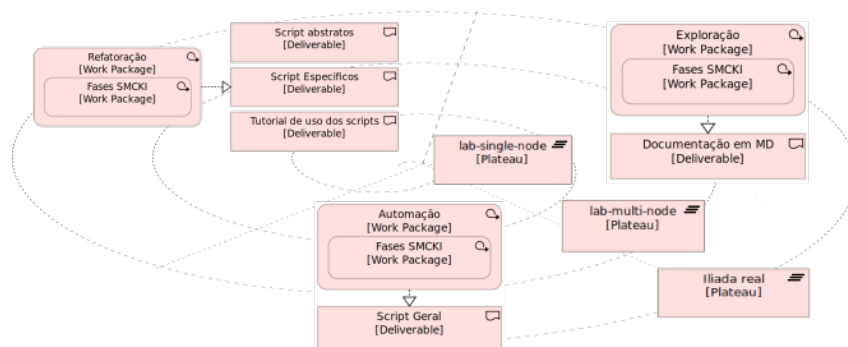 Script abstratos
[Deliverable]
Refatoração
[Work Package]
Fases SMCKI
[Work Package]
Script Especificos
[Deliverable]
Tutorial de uso dos scripts
[Deliverable]
Exploração
[Work Package]
Fases SMCKI
[Work Package]
Documentação em MD
[Deliverable]
lab-single-node
[Plateau]
lab-multi-node
[Plateau]
Iliada real
[Plateau]
Automação
[Work Package]
Fases SMCKI
[Work Package]
Script Geral
[Deliverable]